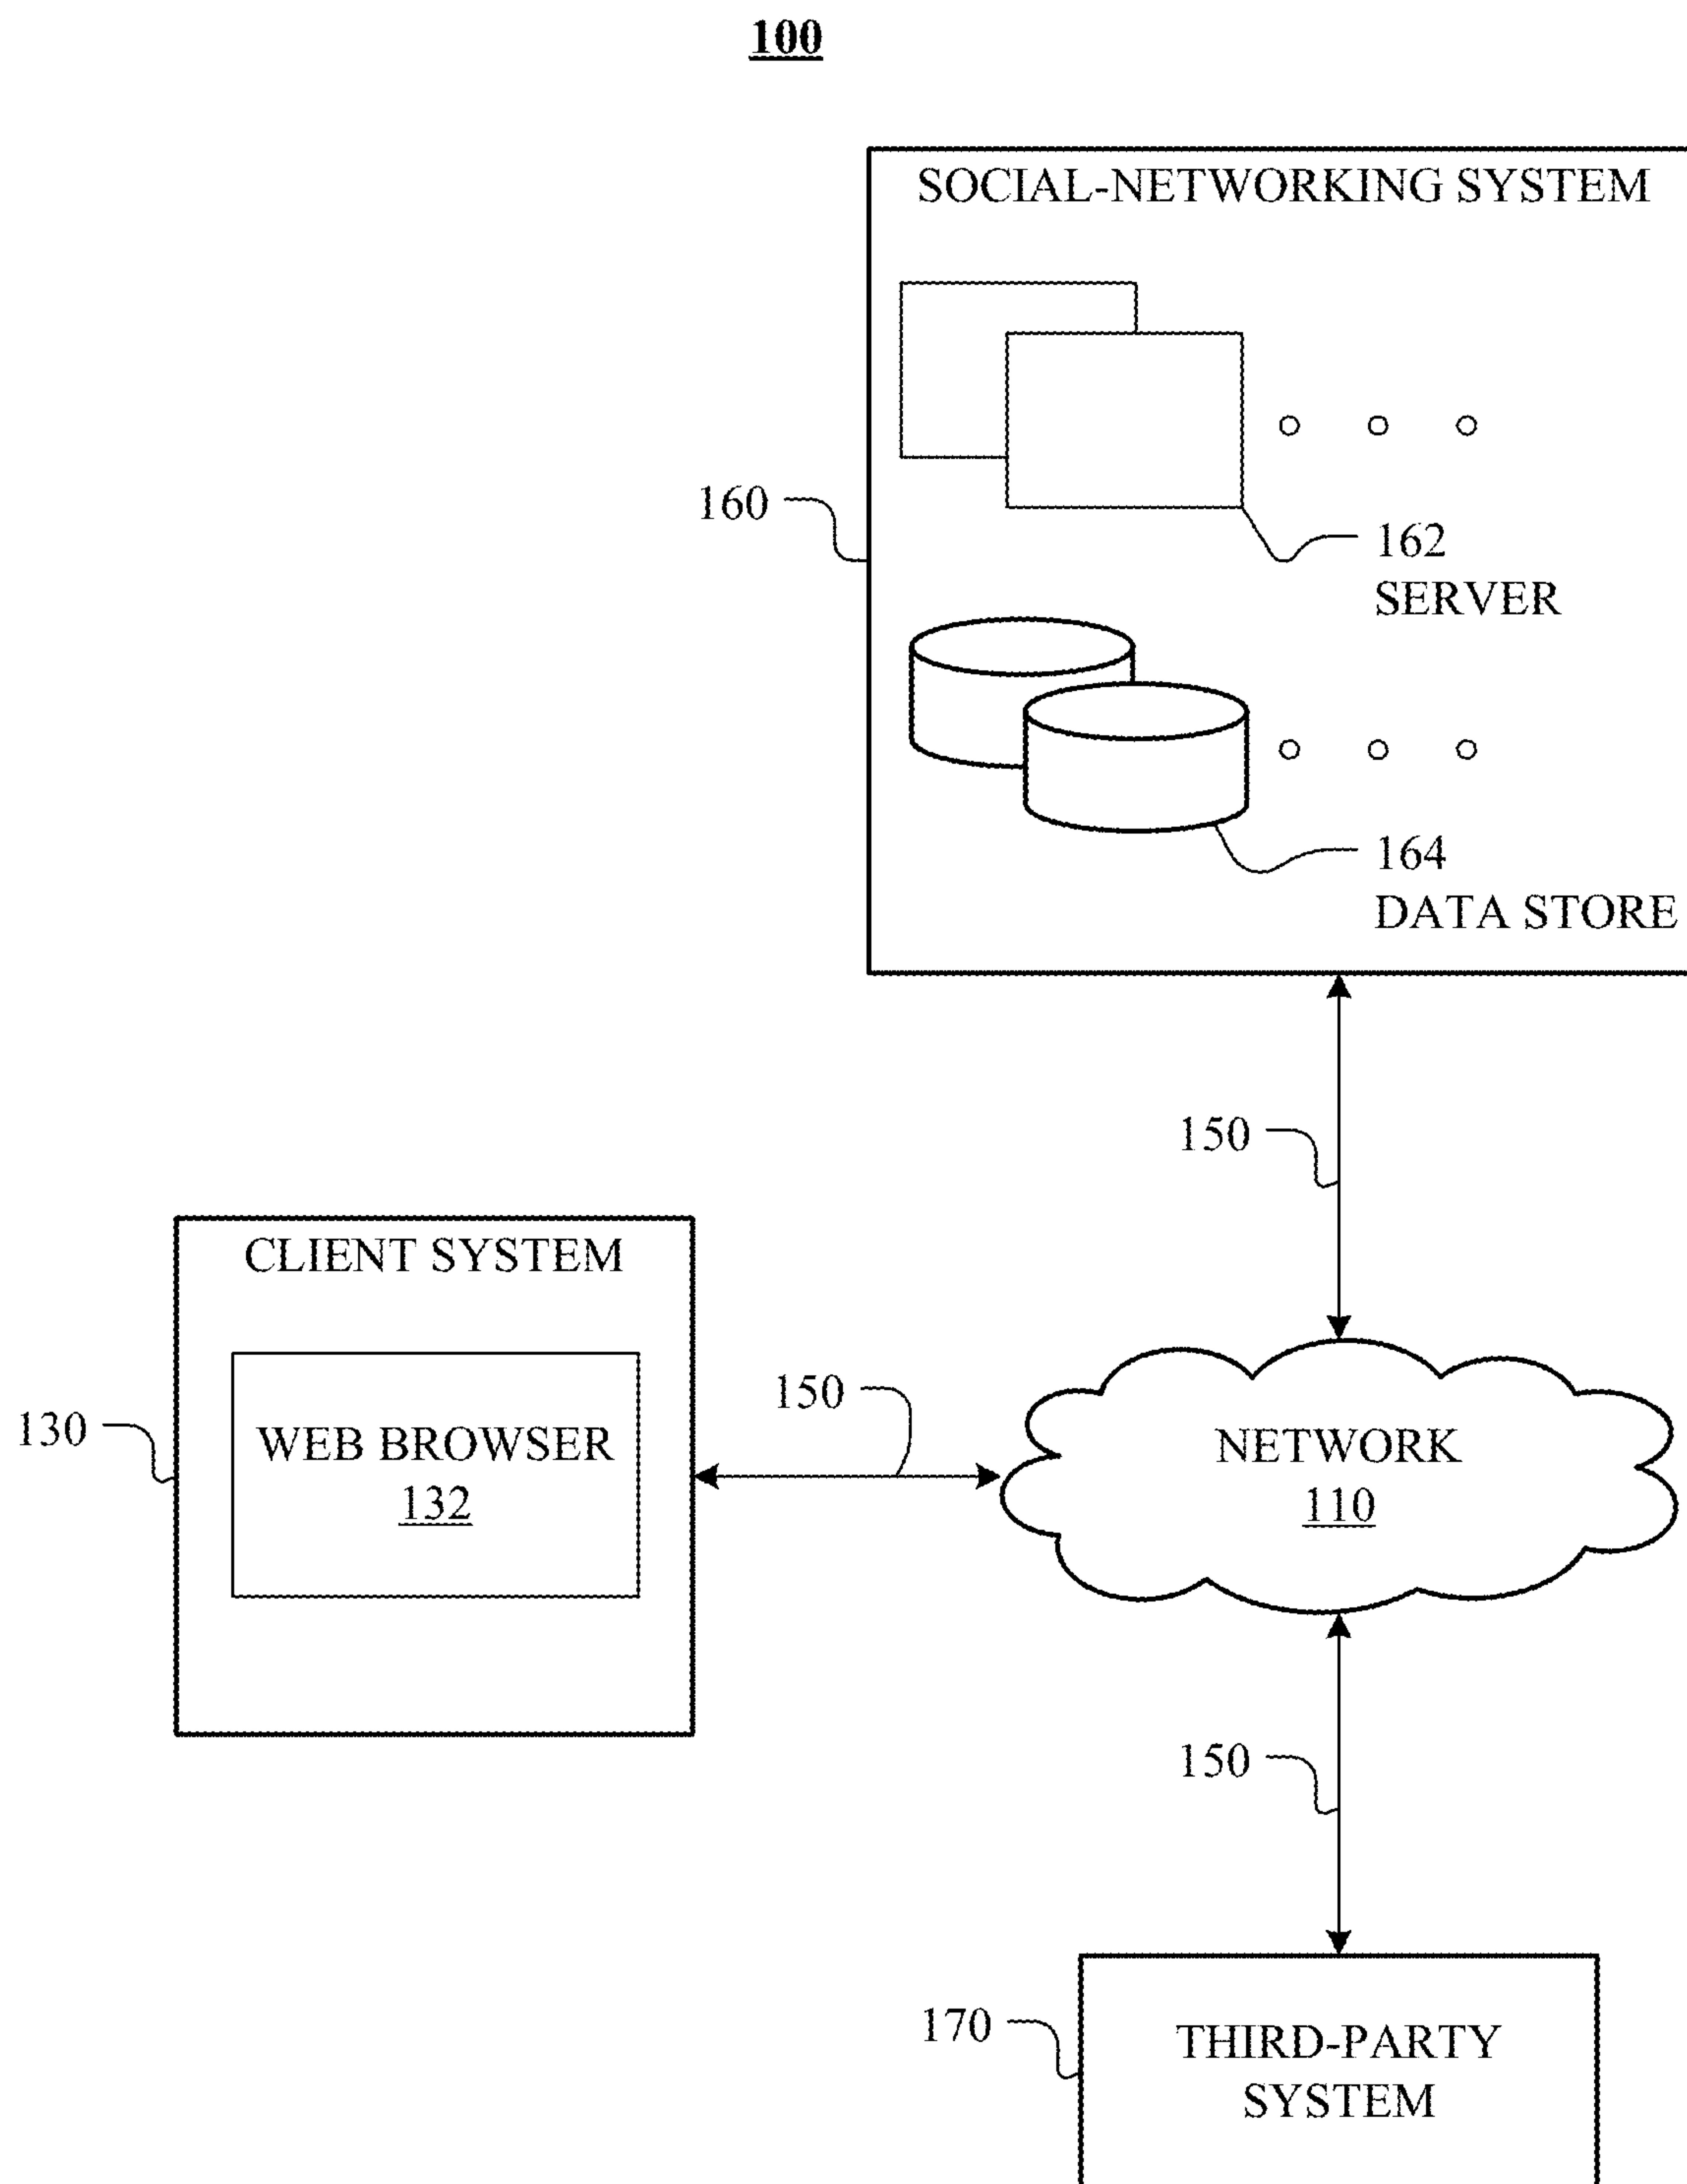 100
SOCIAL-NETWORKING SYSTEM
160
162
SERVER
164
DATA STORE
150
CLIENT SYSTEM
130
WEB BROWSER
132
150
NETWORK
110
150
170
THIRD-PARTY
SYSTEM